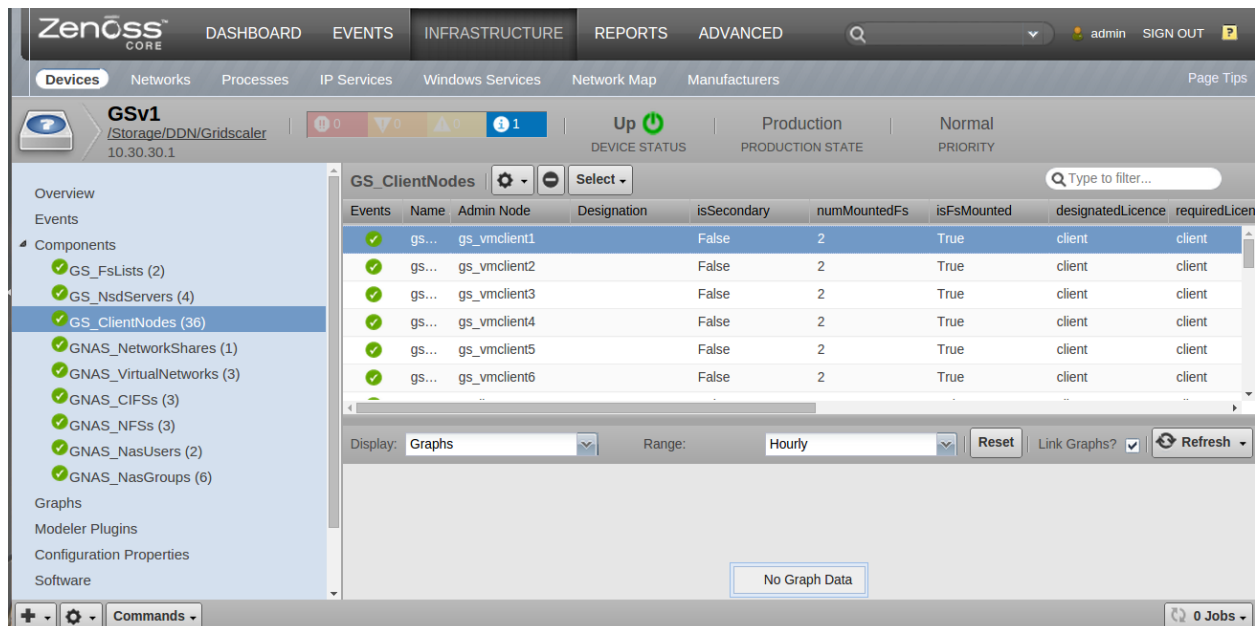 Zenōss™ CORE
DASHBOARD EVENTS INFRASTRUCTURE REPORTS ADVANCED admin SIGN OUT ?
Devices Networks Processes IP Services Windows Services Network Map Manufacturers Page Tips
GSv1
/Storage/DDN/Gridscaler
10.30.30.1
0 0 0 1
Up
DEVICE STATUS
Production
PRODUCTION STATE
Normal
PRIORITY
Overview
Events
Components
GS_FsLists (2)
GS_NsdServers (4)
GS_ClientNodes (36)
GNAS_NetworkShares (1)
GNAS_VirtualNetworks (3)
GNAS_CIFSs (3)
GNAS_NFSs (3)
GNAS_NasUsers (2)
GNAS_NasGroups (6)
Graphs
Modeler Plugins
Configuration Properties
Software
GS_ClientNodes Select Type to filter...
Events Name Admin Node Designation isSecondary numMountedFs isFsMounted designatedLicence requiredLicen
gs... gs_vmclient1 False 2 True client client
gs... gs_vmclient2 False 2 True client client
gs... gs_vmclient3 False 2 True client client
gs... gs_vmclient4 False 2 True client client
gs... gs_vmclient5 False 2 True client client
gs... gs_vmclient6 False 2 True client client
Display: Graphs Range: Hourly Reset Link Graphs? Refresh
No Graph Data
Commands 0 Jobs